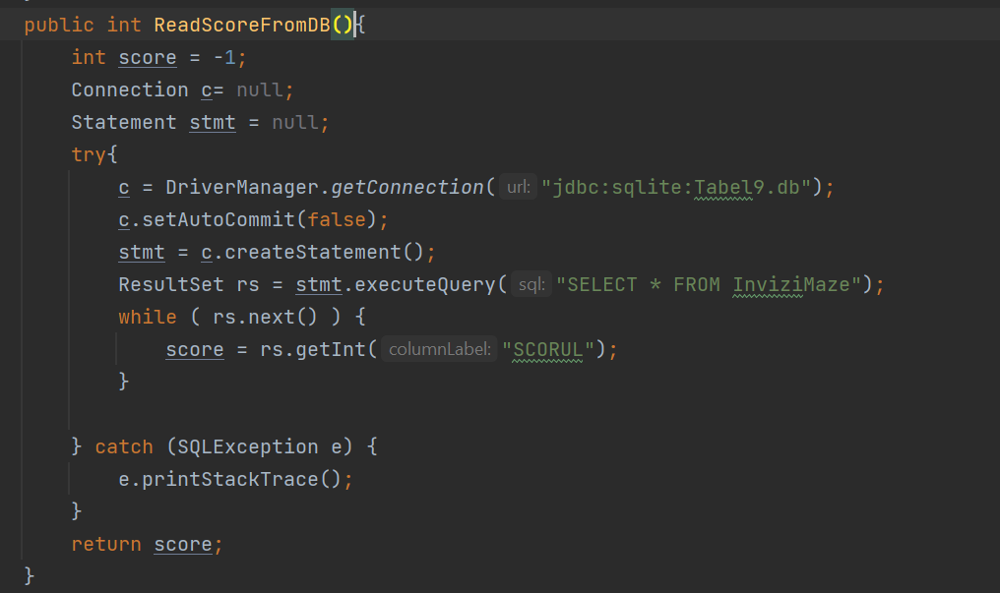 public int ReadScoreFromDB(){
int score = -1;
Connection c= null;
Statement stmt = null;
try{
c = DriverManager.getConnection( url: "jdbc:sqlite:Tabel9.db");
c.setAutoCommit(false);
stmt = c.createStatement();
ResultSet rs = stmt.executeQuery( sql: "SELECT * FROM InviziMaze");
while ( rs.next() ) {
score = rs.getInt( columnLabel: "SCORUL");
}
} catch (SQLException e) {
e.printStackTrace();
}
return score;
}